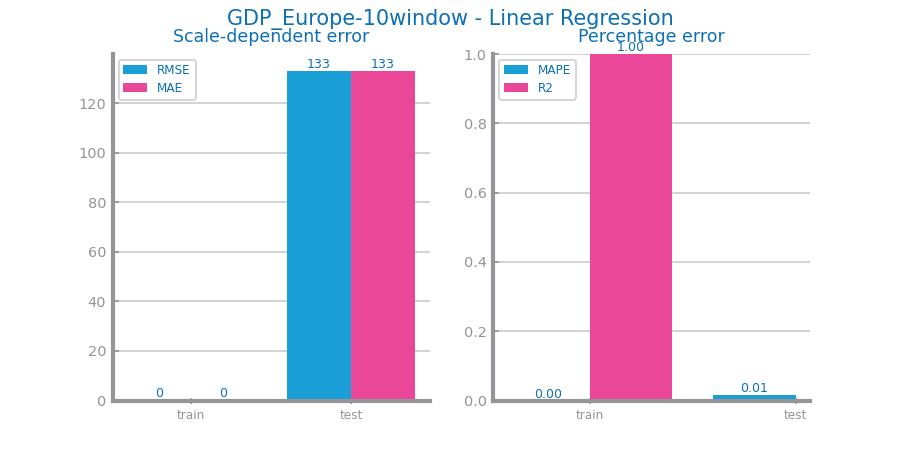 GDP_Europe-10window - Linear Regression
Scale-dependent error
RMSE
MAE
133
133
0
0
0
20
40
60
80
100
120
train
test
Percentage error
MAPE
R2
1.00
0.00
0.01
0.0
0.2
0.4
0.6
0.8
1.0
train
test